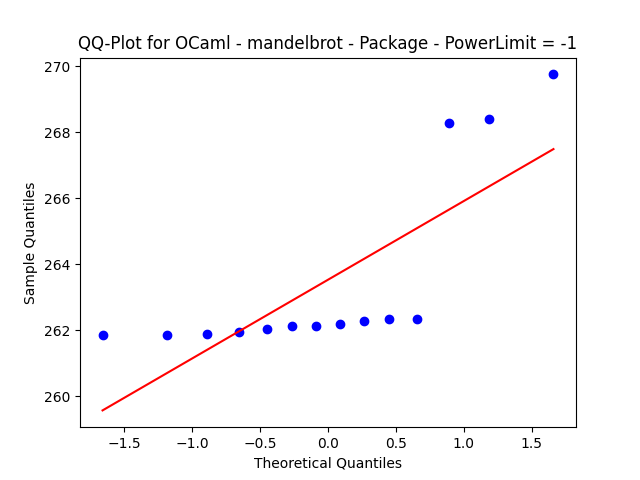 QQ-Plot for OCaml - mandelbrot - Package - PowerLimit = -1
270
268
266
264
262
260
Sample Quantiles
−1.5 −1.0 −0.5 0.0 0.5 1.0 1.5
Theoretical Quantiles